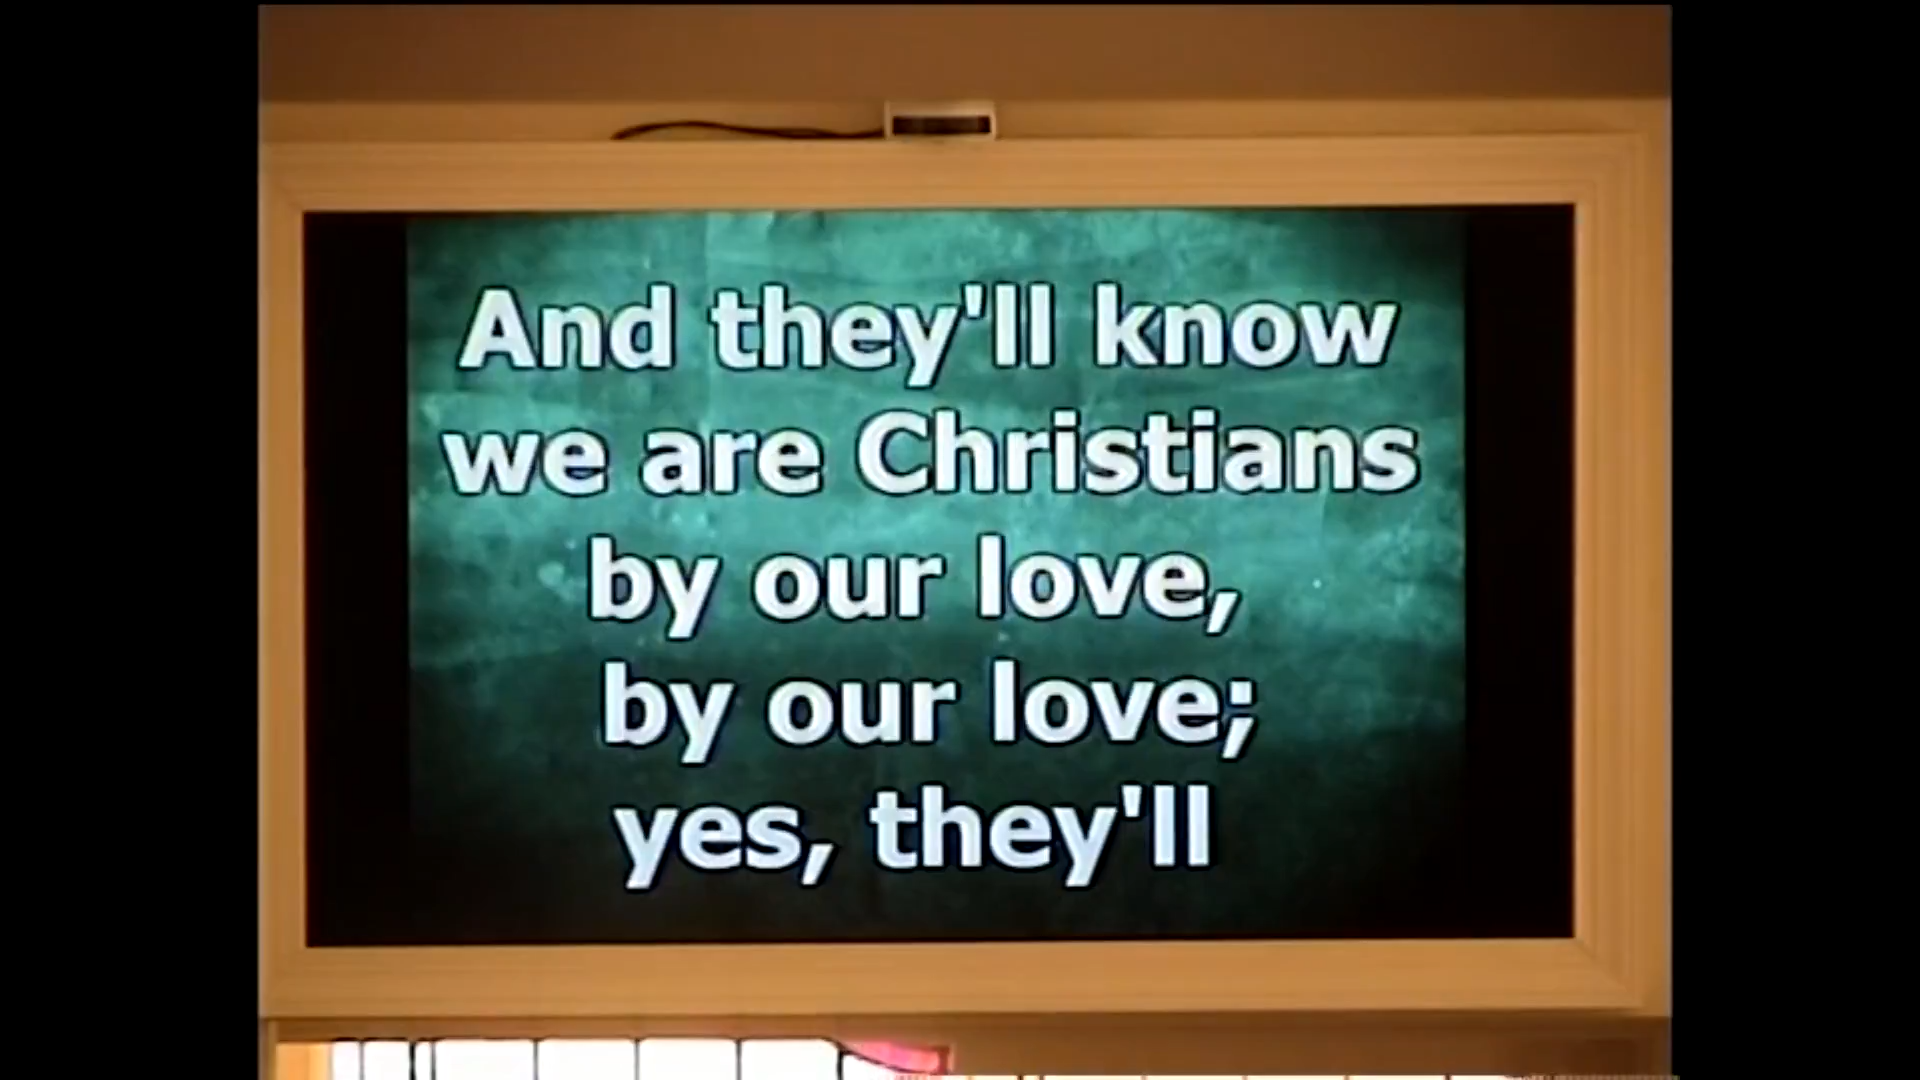 And they'll know
we are Christians
by our love,
by our love;
yes, they'll